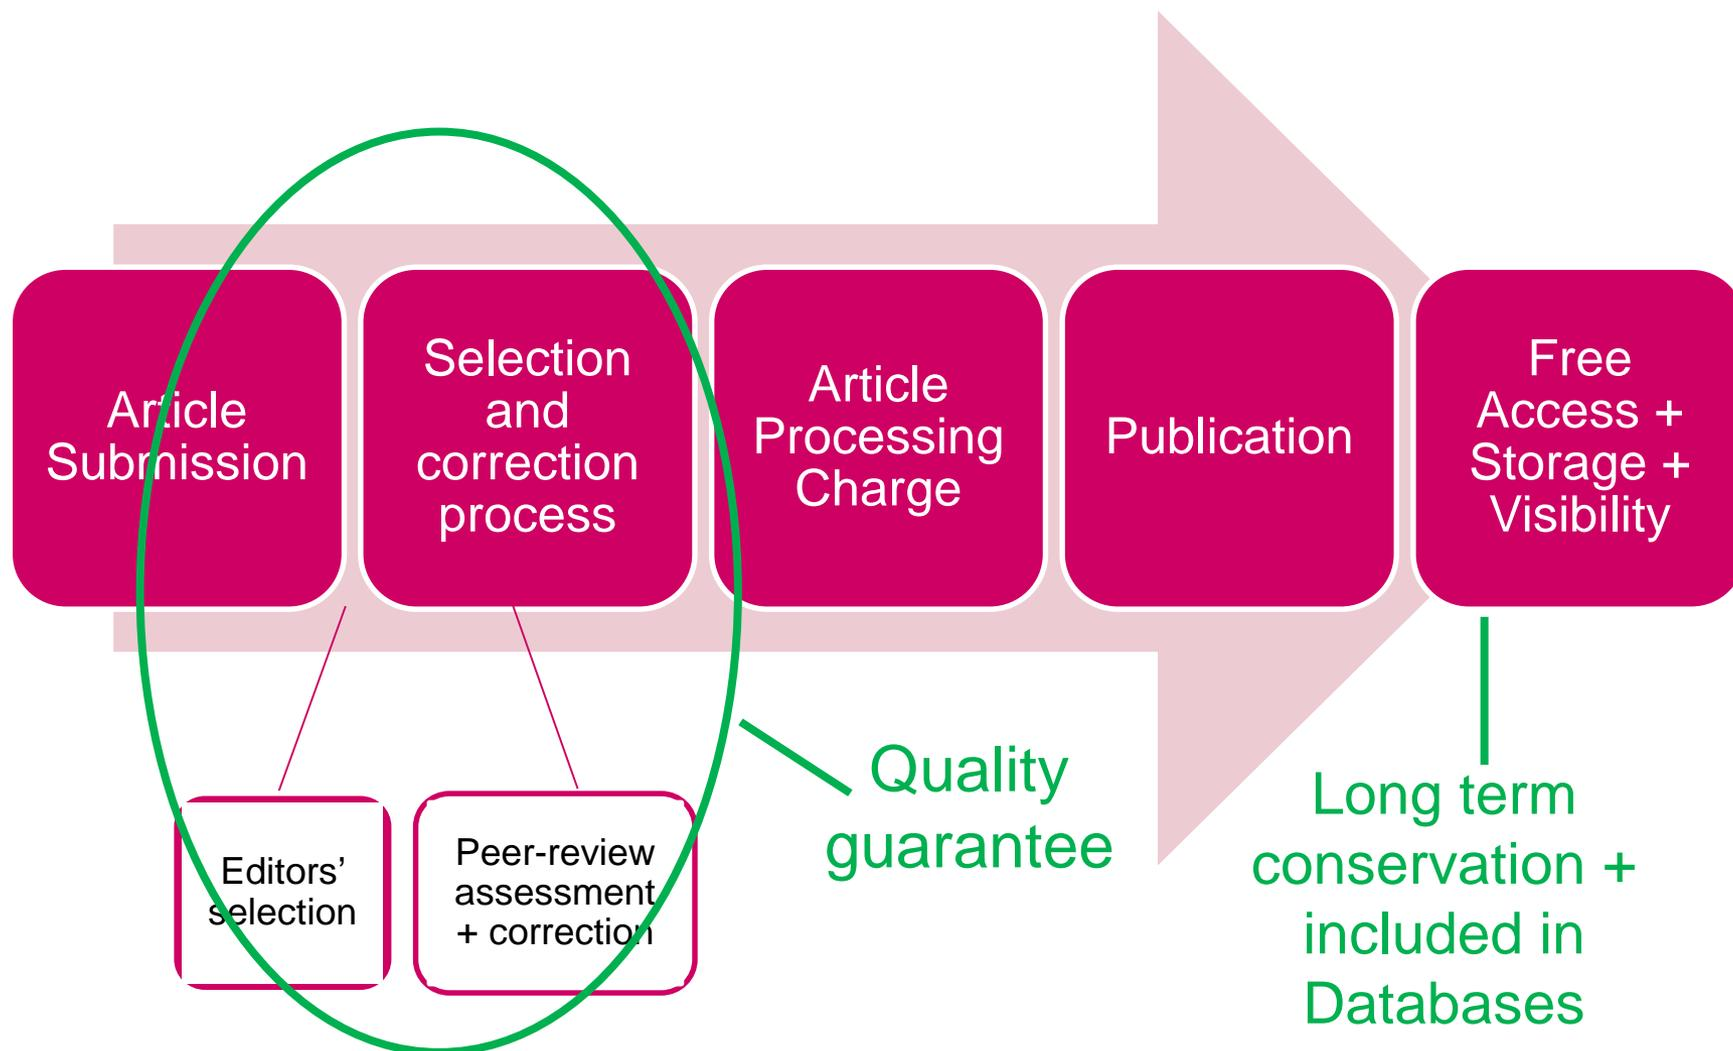 Article
Submission
Selection
and
correction
process
Article
Processing
Charge
Publication
Free
Access +
Storage +
Visibility
Editors’
selection
Peer-review
assessment
+ correction
Quality
guarantee
Long term
conservation +
included in
Databases